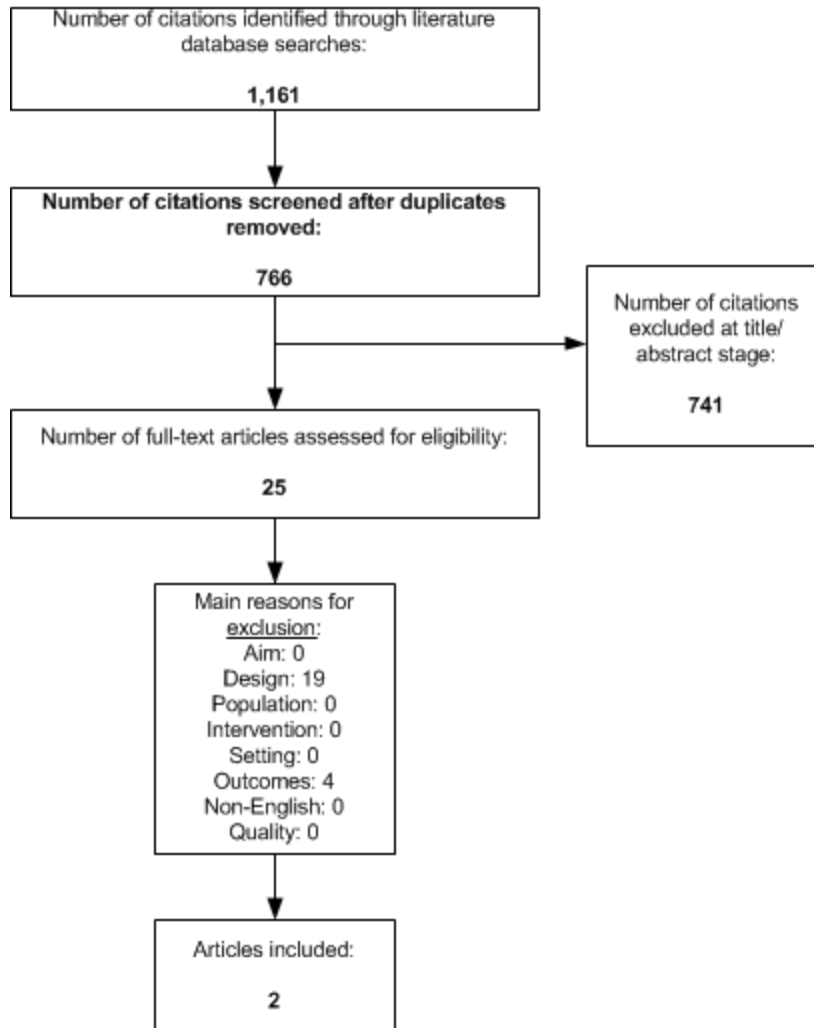 Number of citations identified through literature
database searches:
1,161
Number of citations screened after duplicates
removed:
766
Number of citations
excluded at title/
abstract stage:
741
Number of full-text articles assessed for eligibility:
25
Main reasons for
exclusion:
Aim: 0
Design: 19
Population: 0
Intervention: 0
Setting: 0
Outcomes: 4
Non-English: 0
Quality: 0
Articles included:
2